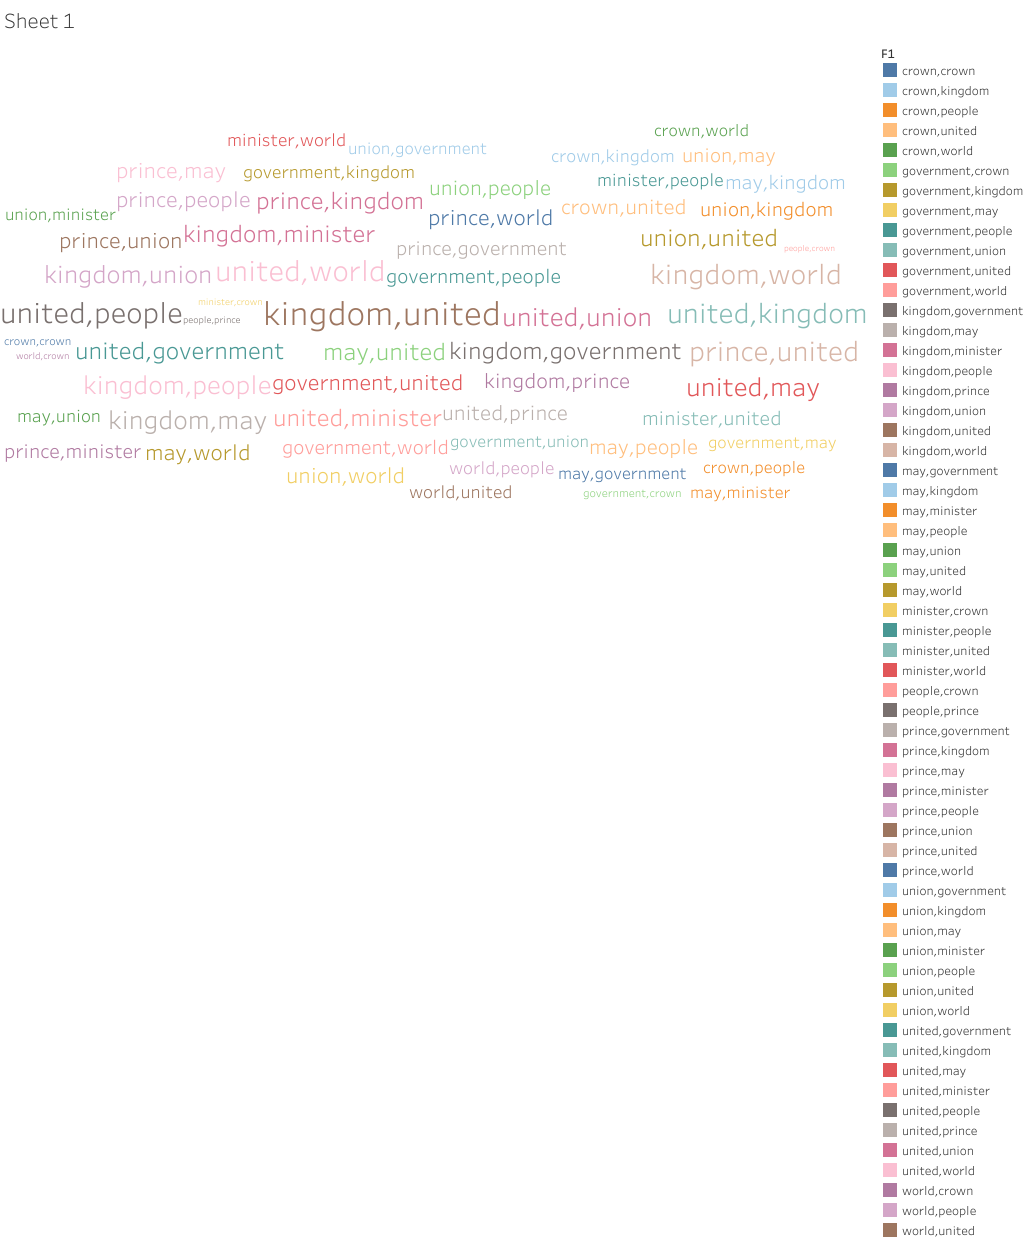 Sheet 1
minister,world
crown,world
union,government
crown,kingdom
union,may
prince,may
government,kingdom
union,people
minister,people
may,kingdom
prince,people
prince,kingdom
crown,united
union,kingdom
union,minister
prince,world
prince,union
kingdom,minister
prince,government
union,united
people,crown
kingdom,union
united,world
government,people
kingdom,world
minister,crown
united,people
people,prince
kingdom,united
united,union
united,kingdom
crown,crown
world,crown
united,government
may,united
kingdom,government
prince,united
kingdom,people
government,united
kingdom,prince
united,may
may,union
kingdom,may
united,minister
united,prince
minister,united
prince,minister
may,world
government,world
government,union
may,people
government,may
union,world
world,people
may,government
crown,people
world,united
government,crown
may,minister
F1
crown,crown
crown,kingdom
crown,people
crown,united
crown,world
government,crown
government,kingdom
government,may
government,people
government,union
government,united
government,world
kingdom,government
kingdom,may
kingdom,minister
kingdom,people
kingdom,prince
kingdom,union
kingdom,united
kingdom,world
may,government
may,kingdom
may,minister
may,people
may,union
may,united
may,world
minister,crown
minister,people
minister,united
minister,world
people,crown
people,prince
prince,government
prince,kingdom
prince,may
prince,minister
prince,people
prince,union
prince,united
prince,world
union,government
union,kingdom
union,may
union,minister
union,people
union,united
union,world
united,government
united,kingdom
united,may
united,minister
united,people
united,prince
united,union
united,world
world,crown
world,people
world,united